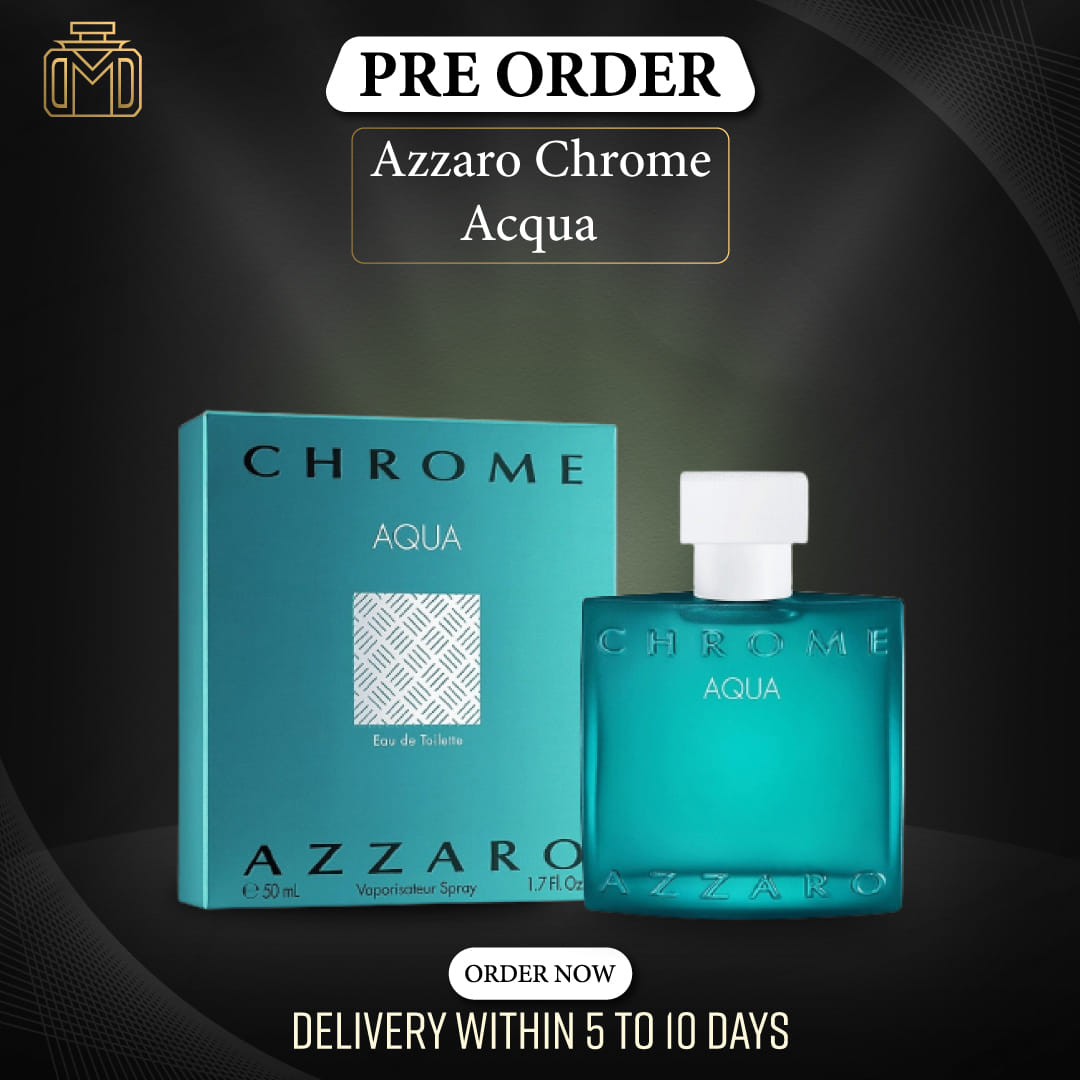 PRE ORDER
Azzaro Chrome
Acqua
CHROME
AQUA
Eau de Toilette
AZZARO
℮ 50 mL Vaporisateur Spray 1.7 Fl. Oz
CHROME
AQUA
AZZARO
ORDER NOW
DELIVERY WITHIN 5 TO 10 DAYS